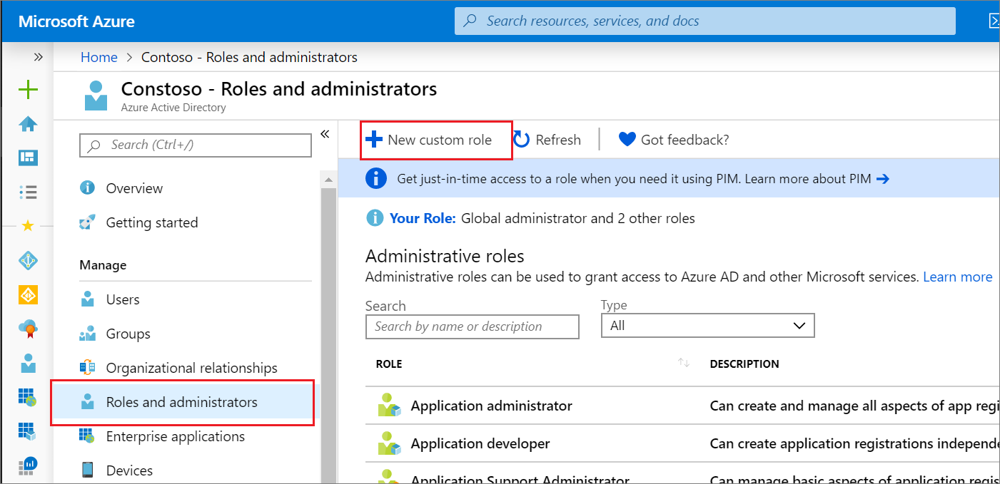 Microsoft Azure
Search resources, services, and docs
Home > Contoso - Roles and administrators
Constoso - Roles and administrators
Azure Active Directory
Search (Ctrl+/)
Overview
Getting started
Manage
Users
Groups
Organizational relationships
Roles and administrators
Enterprise applications
Devices
New custom role
Refresh
Got feedback?
Get just-in-time access to a role when you need it using PIM. Learn more about PIM →
Your Role: Global administrator and 2 other roles
Administrative roles
Administrative roles can be used to grant access to Azure AD and other Microsoft services. Learn more
Search
Type
Search by name or description
All
ROLE
DESCRIPTION
Application administrator
Can create and manage all aspects of app regi
Application developer
Can create application registrations independe
Application Support Administrator
Can manage basic aspects of application regis